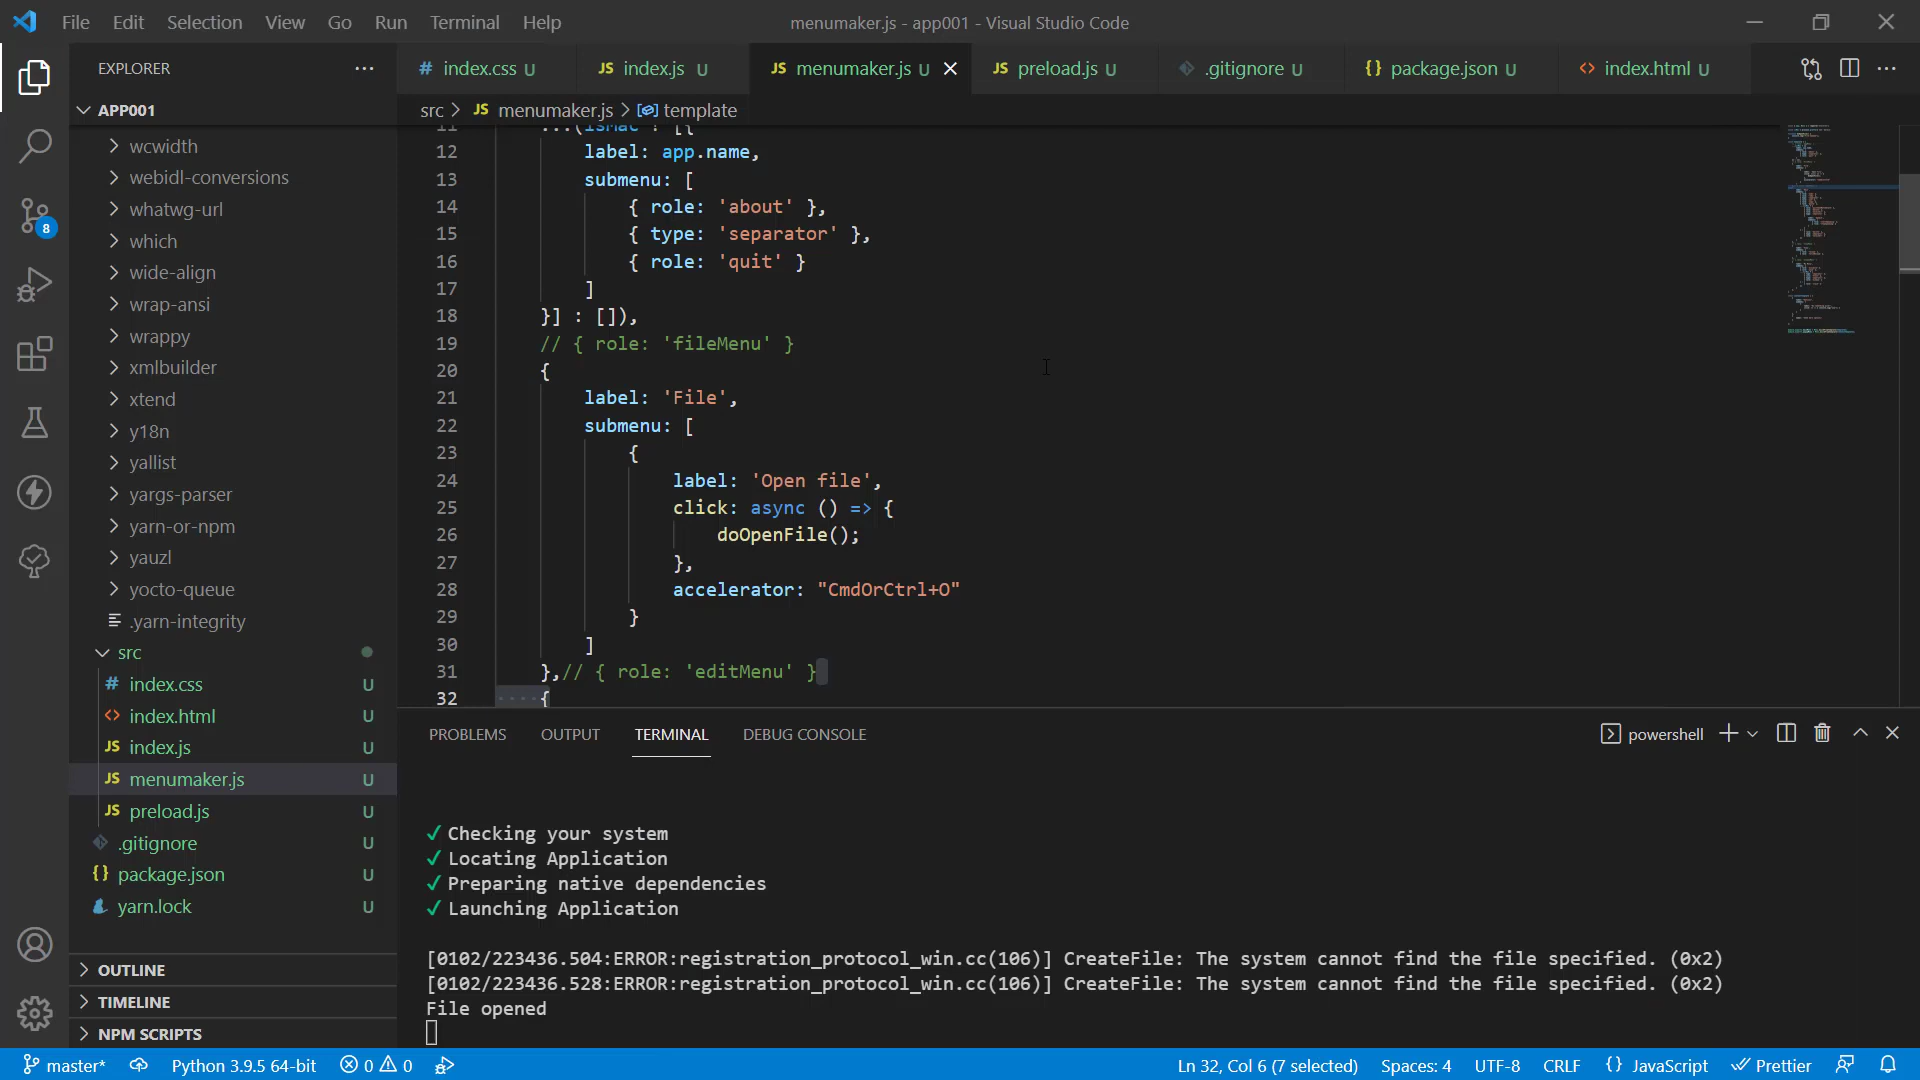 File Edit Selection View Go Run Terminal Help menumaker.js - app001 - Visual Studio Code
EXPLORER
# index.css U JS index.js U JS menumaker.js U JS preload.js U .gitignore U {} package.json U <> index.html U
APP001
src > JS menumaker.js > template
wcwidth
webidl-conversions
whatwg-url
which
wide-align
wrap-ansi
wrappy
xmlbuilder
xtend
y18n
yallist
yargs-parser
yarn-or-npm
yauzl
yocto-queue
.yarn-integrity
src
# index.css U
<> index.html U
JS index.js U
JS menumaker.js U
JS preload.js U
.gitignore U
{} package.json U
yarn.lock U
OUTLINE
TIMELINE
NPM SCRIPTS
8
11 ...(isMac ? [{
12 label: app.name,
13 submenu: [
14 { role: 'about' },
15 { type: 'separator' },
16 { role: 'quit' }
17 ]
18 }] : []),
19 // { role: 'fileMenu' }
20 {
21 label: 'File',
22 submenu: [
23 {
24 label: 'Open file',
25 click: async () => {
26 doOpenFile();
27 },
28 accelerator: "CmdOrCtrl+O"
29 }
30 ]
31 },// { role: 'editMenu' }
32 ····{
PROBLEMS OUTPUT TERMINAL DEBUG CONSOLE powershell
✓ Checking your system
✓ Locating Application
✓ Preparing native dependencies
✓ Launching Application
[0102/223436.504:ERROR:registration_protocol_win.cc(106)] CreateFile: The system cannot find the file specified. (0x2)
[0102/223436.528:ERROR:registration_protocol_win.cc(106)] CreateFile: The system cannot find the file specified. (0x2)
File opened
master* Python 3.9.5 64-bit 0 0 Ln 32, Col 6 (7 selected) Spaces: 4 UTF-8 CRLF {} JavaScript Prettier